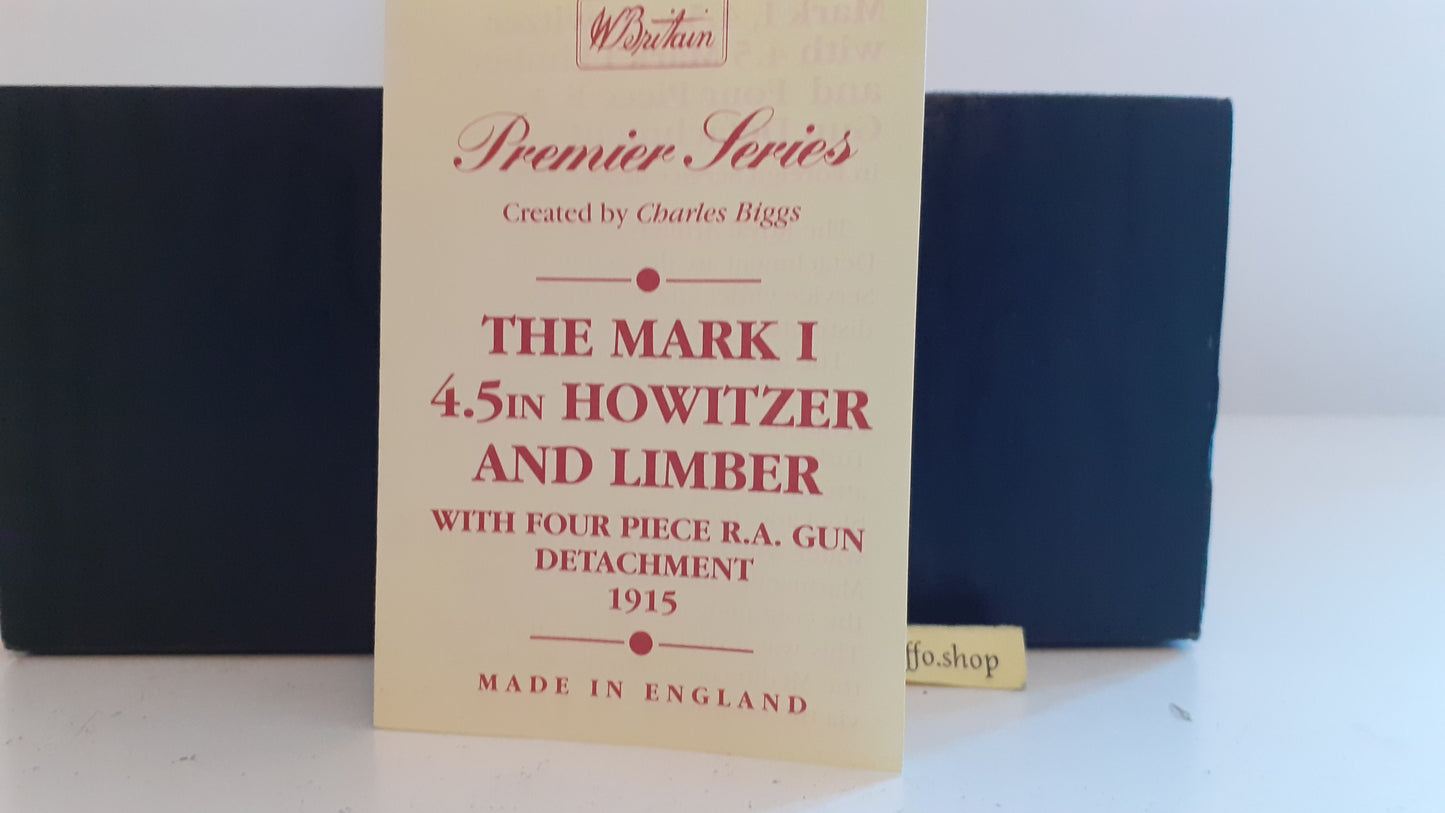 WBritain
Premier Series
Created by Charles Biggs
THE MARK I
4.5IN HOWITZER
AND LIMBER
WITH FOUR PIECE R.A. GUN
DETACHMENT
1915
MADE IN ENGLAND
ffo.shop